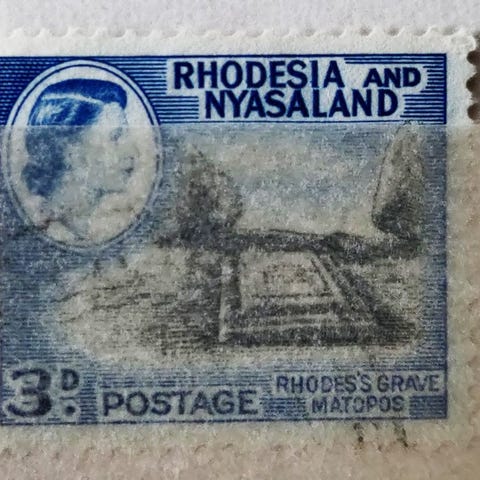 RHODESIA AND
NYASALAND
3D. POSTAGE
RHODES'S GRAVE
MATOPOS